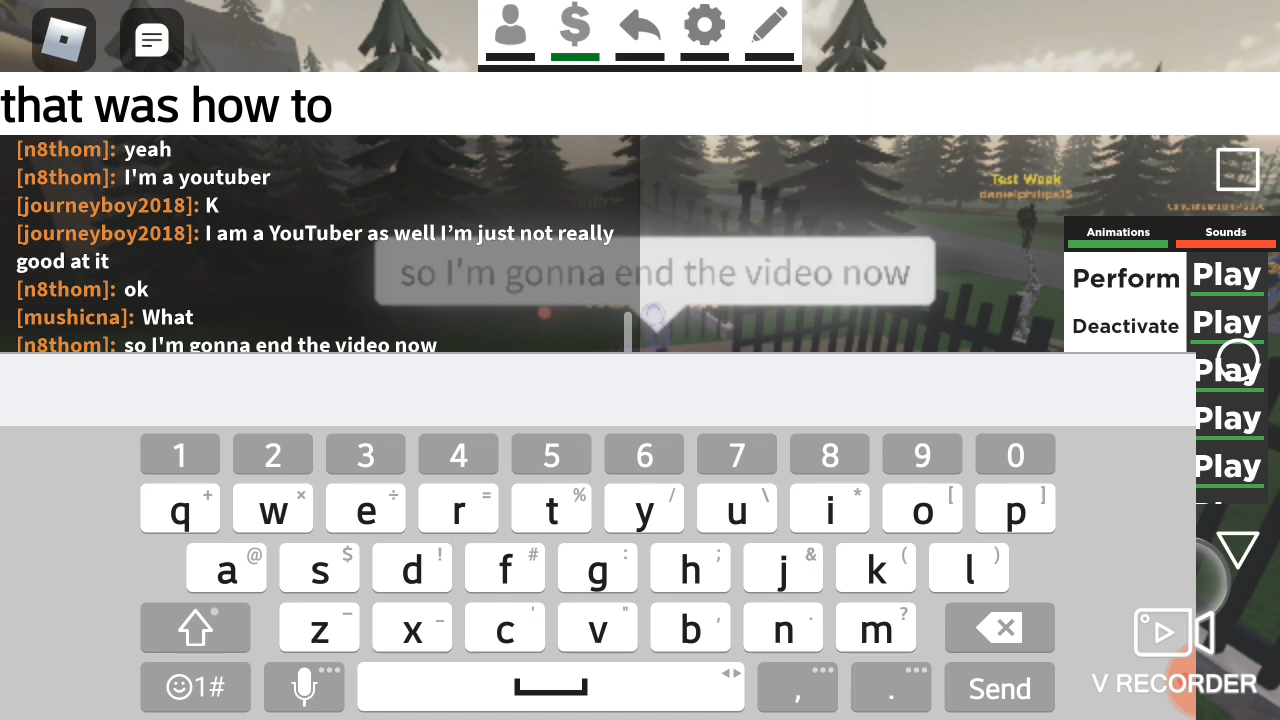 that was how to
[n8thom]: yeah
[n8thom]: I'm a youtuber
[journeyboy2018]: K
[journeyboy2018]: I am a YouTuber as well I'm just not really
good at it
[n8thom]: ok
[mushicna]: What
[n8thom]: so I'm gonna end the video now
so I'm gonna end the video now
Test Week
danielphilips15
Animations Sounds
Perform Play
Deactivate Play
Play
Play
Play
1 2 3 4 5 6 7 8 9 0
q + w × e ÷ r = t % y / u \ i * o [ p ]
a @ s $ d ! f # g : h ; j & k ( l )
z – x _ c ' v " b , n . m ?
1# , . Send
V RECORDER